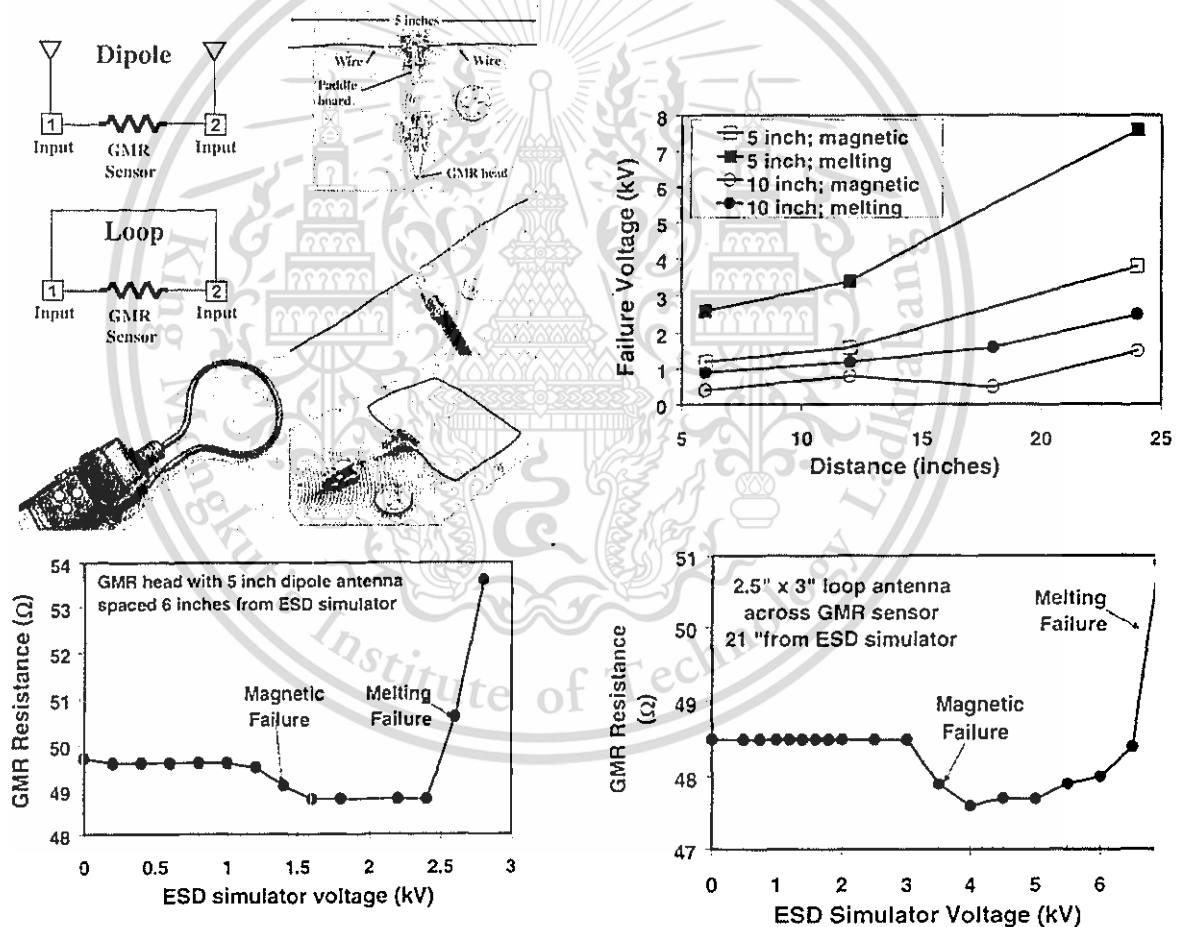 Dipole
1
2
Input
GMR
Sensor
Input
Loop
1
2
Input
GMR
Sensor
Input
5 inches
Wire
Wire
Paddle
board
GMR head
8
7
6
5
4
3
2
1
0
Failure Voltage (kV)
5 inch; magnetic
5 inch; melting
10 inch; magnetic
10 inch; melting
5
10
15
20
25
Distance (inches)
54
53
52
51
50
49
48
GMR Resistance (Ω)
GMR head with 5 inch dipole antenna
spaced 6 inches from ESD simulator
Magnetic
Failure
Melting
Failure
0
0.5
1
1.5
2
2.5
3
ESD simulator voltage (kV)
51
50
49
48
47
GMR Resistance
(Ω)
2.5" x 3" loop antenna
across GMR sensor
21 "from ESD simulator
Melting
Failure
Magnetic
Failure
0
1
2
3
4
5
6
ESD Simulator Voltage (kV)
King Mongkut's Institute of Technology Ladkrabang